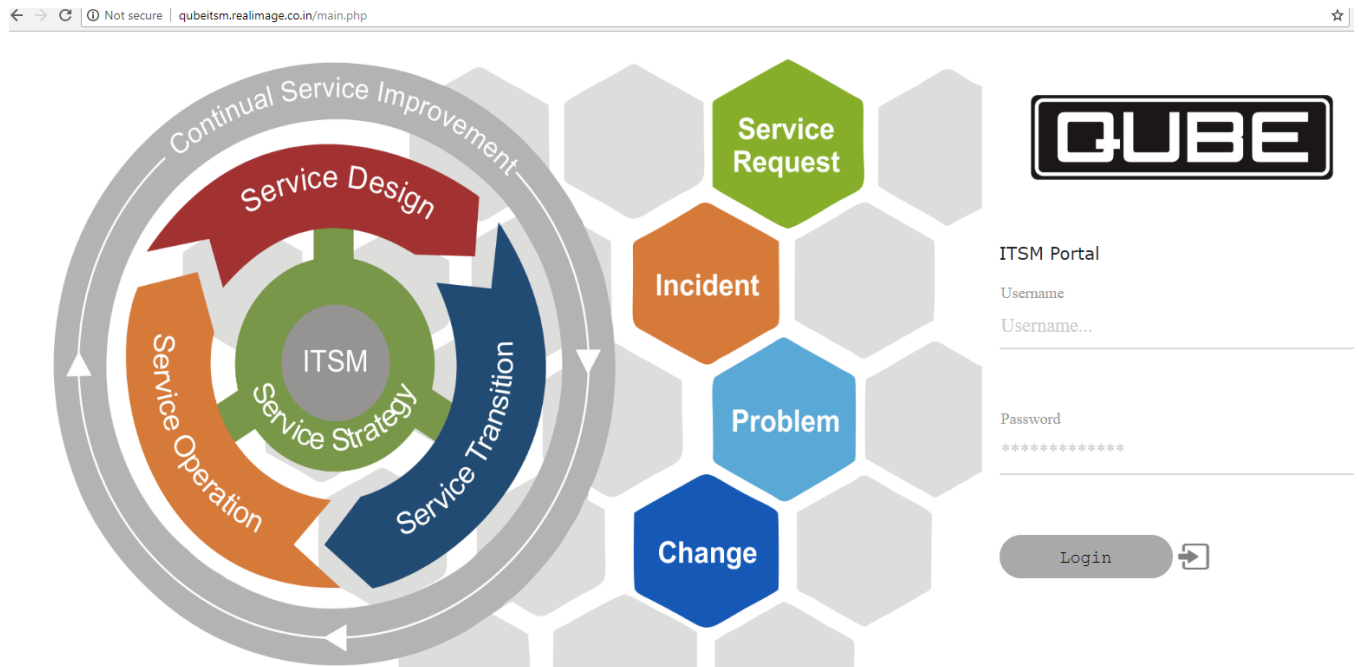 Not secure | qubeitsm.realimage.co.in/main.php
Continual Service Improvement
Service Design
Service Transition
Service Operation
Service Strategy
ITSM
Service
Request
Incident
Problem
Change
QUBE
ITSM Portal
Username
Username...
Password
*************
Login